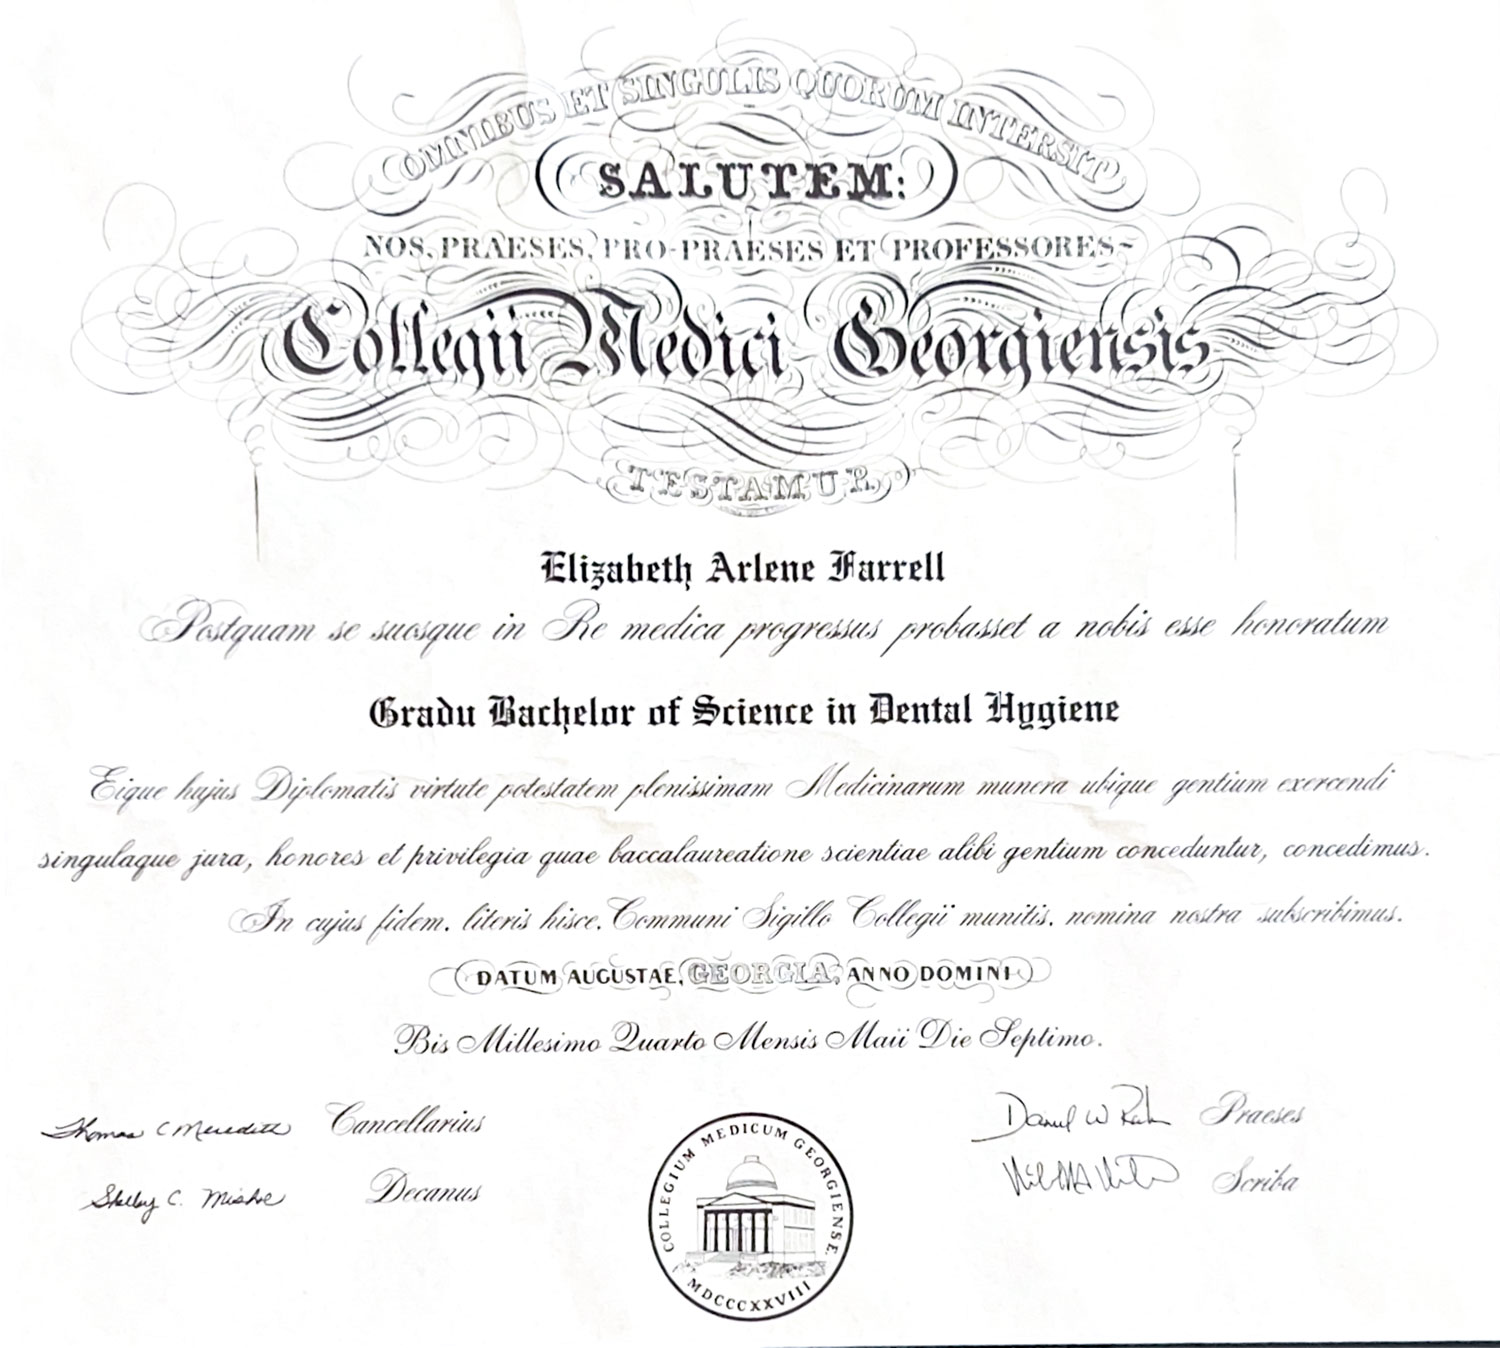 OMNIBUS ET SINGULIS QUORUM INTERSIT
SALUTEM:
NOS, PRAESES, PRO-PRAESES ET PROFESSORES
Collegii Medici Georgiensis
TESTAMUR
Elizabeth Arlene Farrell
Postquam se suosque in Re medica progressus probasset a nobis esse honoratum
Gradu Bachelor of Science in Dental Hygiene
Eique hujus Diplomatis virtute potestatem plenissimam Medicinarum munera ubique gentium exercendi
singulaque jura, honores et privilegia quae baccalaureatione scientiae alibi gentium conceduntur, concedimus.
In cujus fidem. literis hisce. Communi Sigillo Collegii munitis. nomina nostra subscribimus.
DATUM AUGUSTAE, GEORGIA, ANNO DOMINI
Bis Millesimo Quarto Mensis Maii Die Septimo.
Thomas C Meredith Cancellarius
Praeses
Shelby C. Decanus
Scriba
COLLEGIUM MEDICUM GEORGIENSE.
MDCCCXXVIII